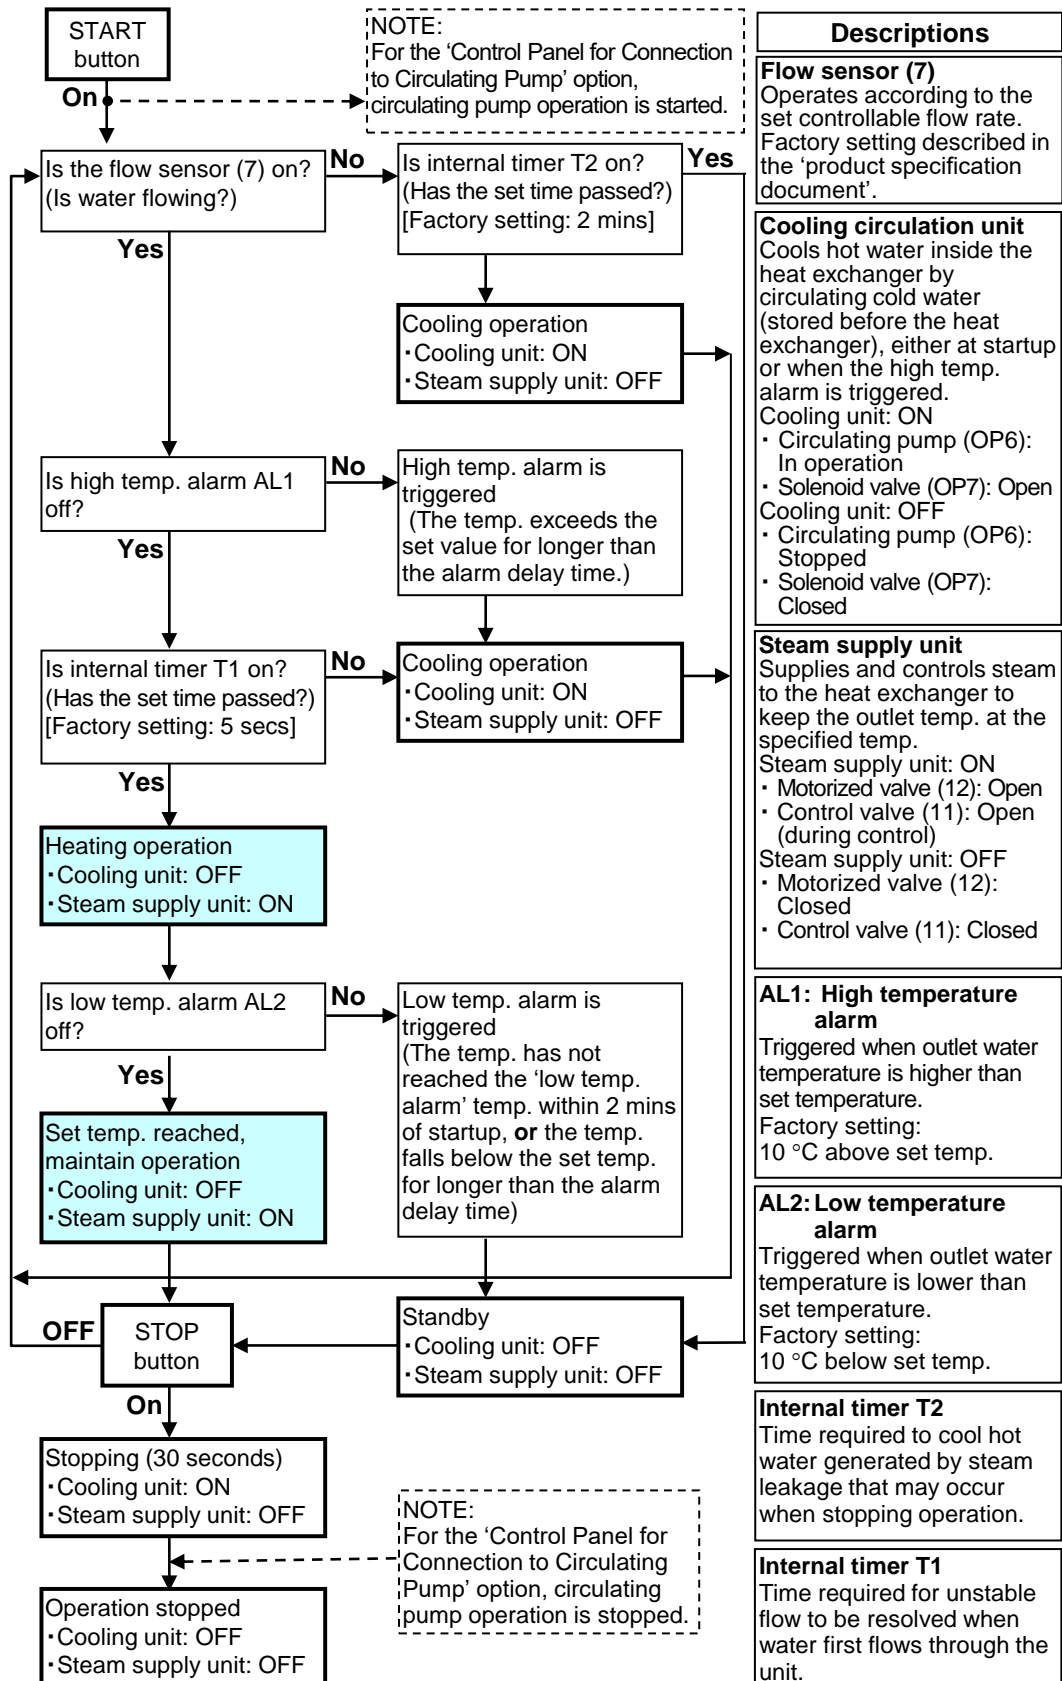 START
button
On
NOTE:
For the ‘Control Panel for Connection
to Circulating Pump’ option,
circulating pump operation is started.
Is the flow sensor (7) on?
(Is water flowing?)
No
Is internal timer T2 on?
(Has the set time passed?)
[Factory setting: 2 mins]
Yes
Yes
Cooling operation
・Cooling unit: ON
・Steam supply unit: OFF
Is high temp. alarm AL1
off?
No
High temp. alarm is
triggered
(The temp. exceeds the
set value for longer than
the alarm delay time.)
Yes
Is internal timer T1 on?
(Has the set time passed?)
[Factory setting: 5 secs]
No
Cooling operation
・Cooling unit: ON
・Steam supply unit: OFF
Yes
Heating operation
・Cooling unit: OFF
・Steam supply unit: ON
Is low temp. alarm AL2
off?
No
Low temp. alarm is
triggered
(The temp. has not
reached the ‘low temp.
alarm’ temp. within 2 mins
of startup, or the temp.
falls below the set temp.
for longer than the alarm
delay time)
Yes
Set temp. reached,
maintain operation
・Cooling unit: OFF
・Steam supply unit: ON
OFF
STOP
button
Standby
・Cooling unit: OFF
・Steam supply unit: OFF
On
Stopping (30 seconds)
・Cooling unit: ON
・Steam supply unit: OFF
NOTE:
For the ‘Control Panel for
Connection to Circulating
Pump’ option, circulating
pump operation is stopped.
Operation stopped
・Cooling unit: OFF
・Steam supply unit: OFF
Descriptions
Flow sensor (7)
Operates according to the
set controllable flow rate.
Factory setting described in
the ‘product specification
document’.
Cooling circulation unit
Cools hot water inside the
heat exchanger by
circulating cold water
(stored before the heat
exchanger), either at startup
or when the high temp.
alarm is triggered.
Cooling unit: ON
・Circulating pump (OP6):
In operation
・Solenoid valve (OP7): Open
Cooling unit: OFF
・Circulating pump (OP6):
Stopped
・Solenoid valve (OP7):
Closed
Steam supply unit
Supplies and controls steam
to the heat exchanger to
keep the outlet temp. at the
specified temp.
Steam supply unit: ON
・Motorized valve (12): Open
・Control valve (11): Open
(during control)
Steam supply unit: OFF
・Motorized valve (12):
Closed
・Control valve (11): Closed
AL1: High temperature
alarm
Triggered when outlet water
temperature is higher than
set temperature.
Factory setting:
10 °C above set temp.
AL2: Low temperature
alarm
Triggered when outlet water
temperature is lower than
set temperature.
Factory setting:
10 °C below set temp.
Internal timer T2
Time required to cool hot
water generated by steam
leakage that may occur
when stopping operation.
Internal timer T1
Time required for unstable
flow to be resolved when
water first flows through the
unit.